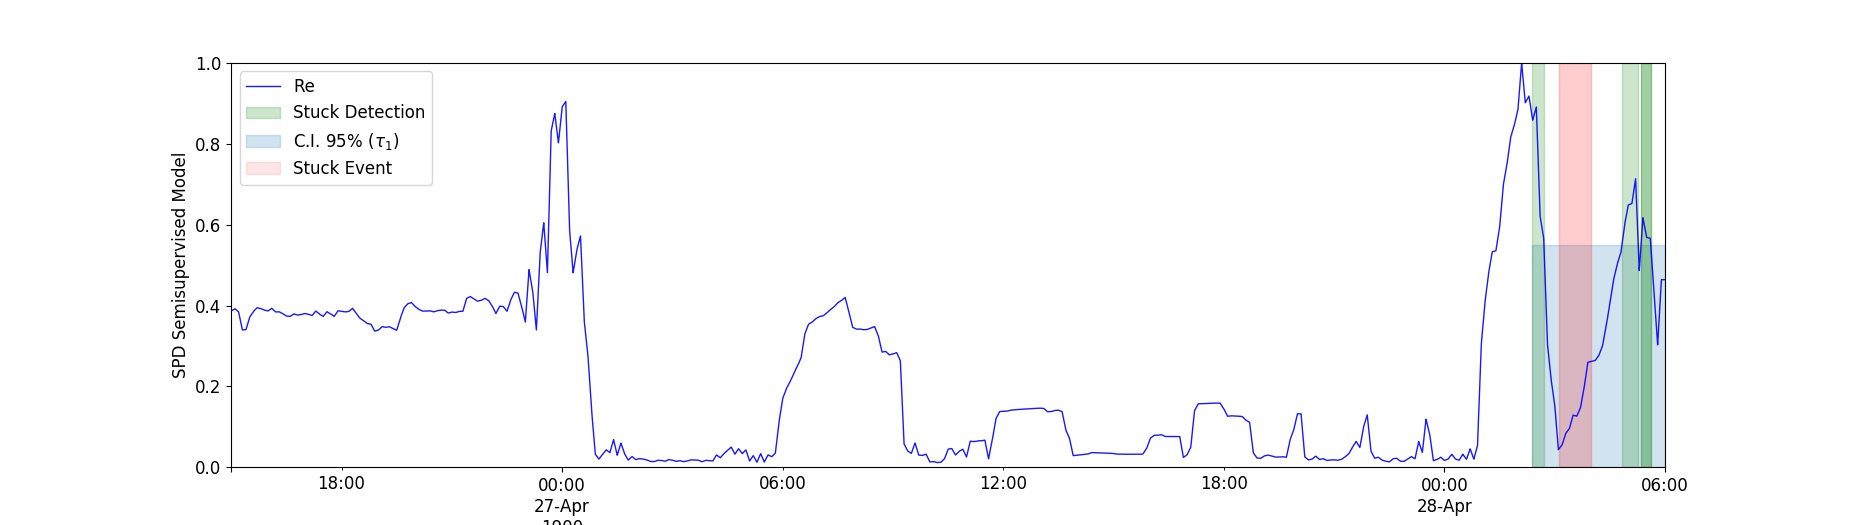 1.0
0.8
0.6
0.4
0.2
0.0
SPD Semisupervised Model
Re
Stuck Detection
C.I. 95% (τ₁)
Stuck Event
18:00
00:00
27-Apr
1900
06:00
12:00
18:00
00:00
28-Apr
06:00